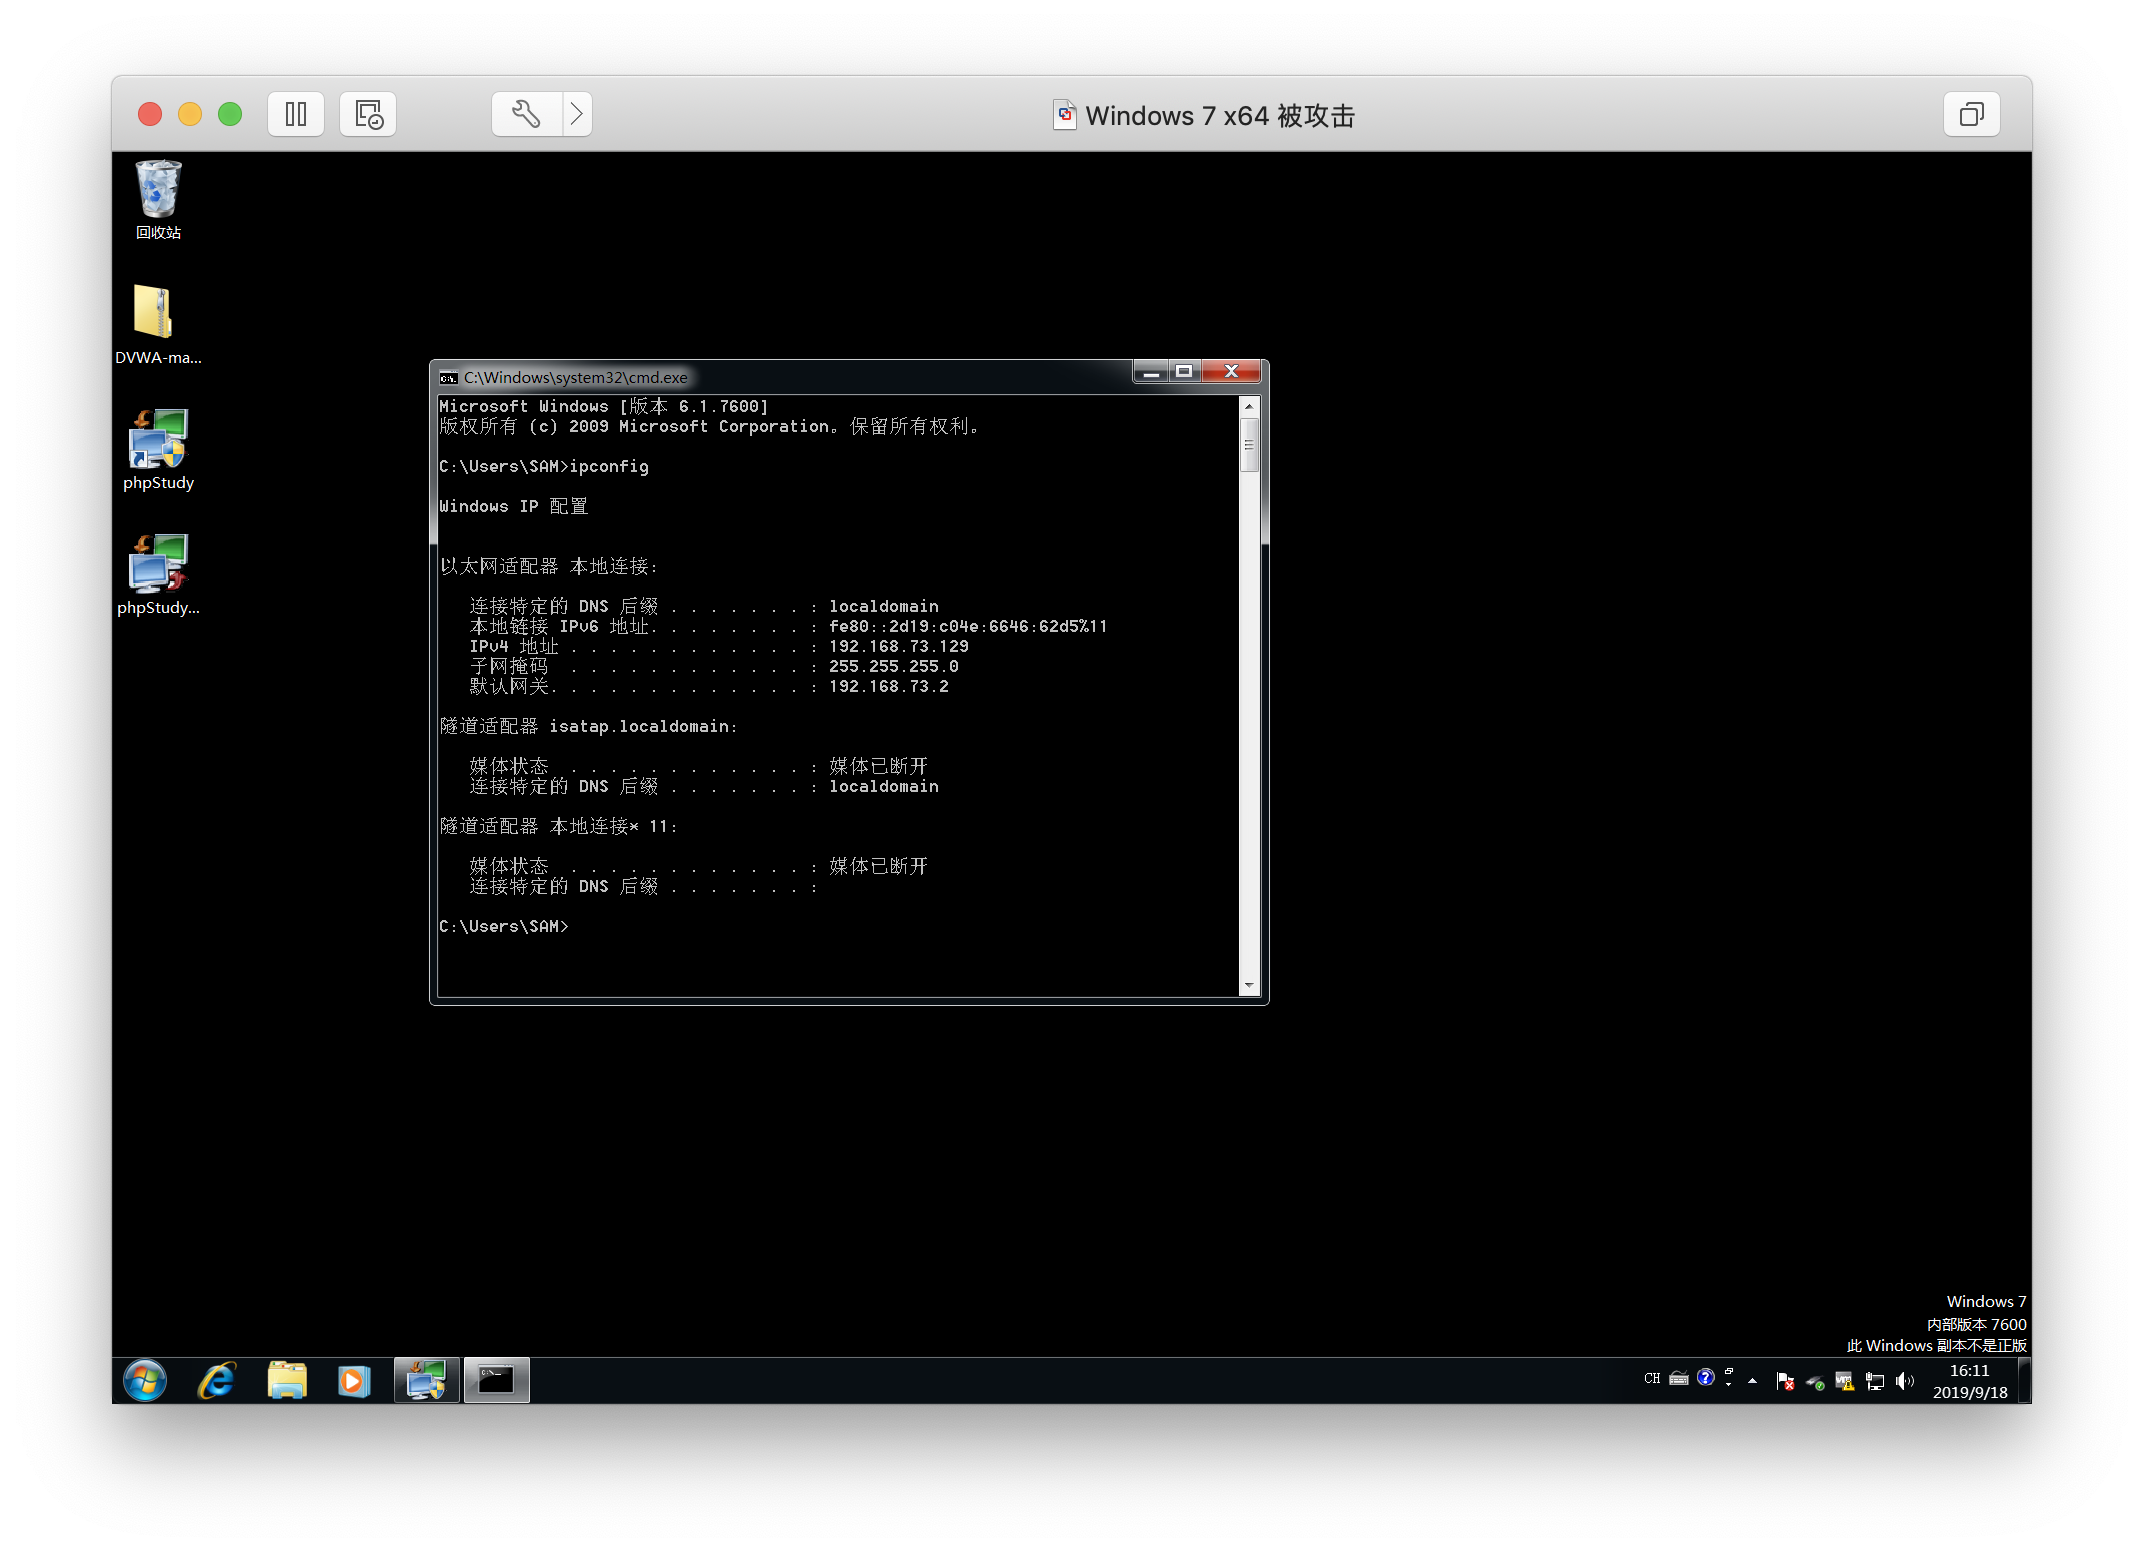 Windows 7 x64 被攻击
回收站
DVWA-ma...
phpStudy
phpStudy...
C:\Windows\system32\cmd.exe
Microsoft Windows [版本 6.1.7600]
版权所有 (c) 2009 Microsoft Corporation。保留所有权利。
C:\Users\SAM>ipconfig
Windows IP 配置
以太网适配器 本地连接:
连接特定的 DNS 后缀 . . . . . . . : localdomain
本地链接 IPv6 地址. . . . . . . . : fe80::2d19:c04e:6646:62d5%11
IPv4 地址 . . . . . . . . . . . . : 192.168.73.129
子网掩码  . . . . . . . . . . . . : 255.255.255.0
默认网关. . . . . . . . . . . . . : 192.168.73.2
隧道适配器 isatap.localdomain:
媒体状态  . . . . . . . . . . . . : 媒体已断开
连接特定的 DNS 后缀 . . . . . . . : localdomain
隧道适配器 本地连接* 11:
媒体状态  . . . . . . . . . . . . : 媒体已断开
连接特定的 DNS 后缀 . . . . . . . :
C:\Users\SAM>
Windows 7
内部版本 7600
此 Windows 副本不是正版
CH
16:11
2019/9/18